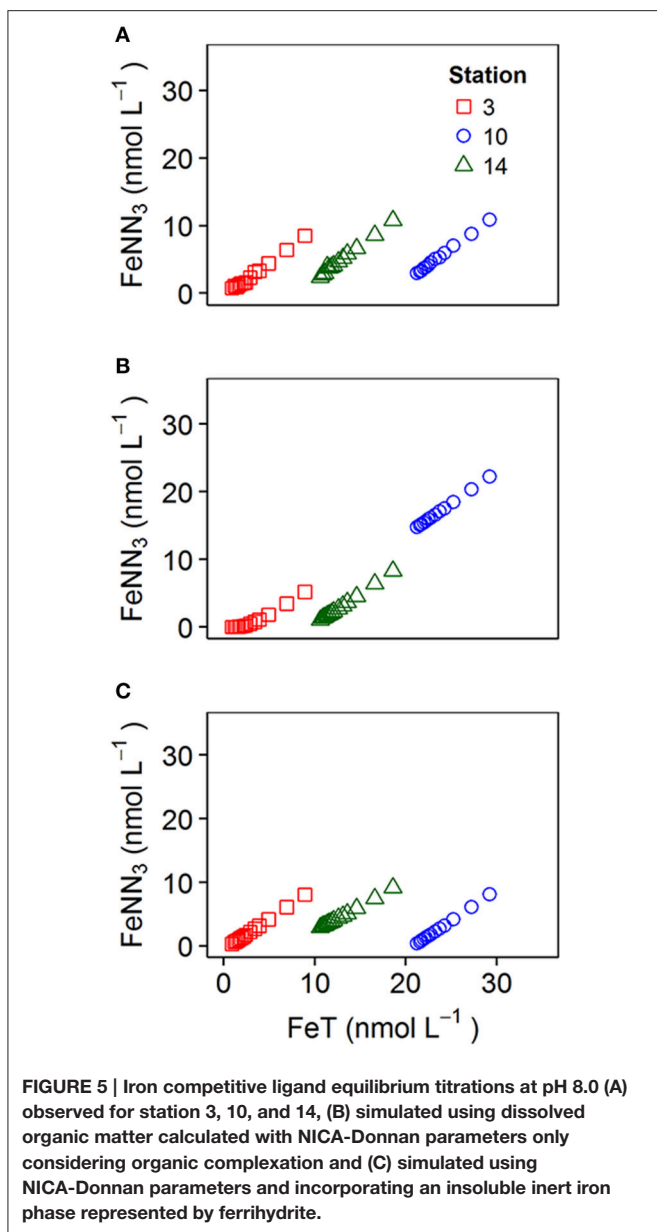 A
FeNN₃ (nmol L⁻¹)
30
20
10
0
Station
3
10
14
B
FeNN₃ (nmol L⁻¹)
30
20
10
0
C
FeNN₃ (nmol L⁻¹)
30
20
10
0
0 10 20 30
FeT (nmol L⁻¹)
FIGURE 5 | Iron competitive ligand equilibrium titrations at pH 8.0 (A)
observed for station 3, 10, and 14, (B) simulated using dissolved
organic matter calculated with NICA-Donnan parameters only
considering organic complexation and (C) simulated using
NICA-Donnan parameters and incorporating an insoluble inert iron
phase represented by ferrihydrite.